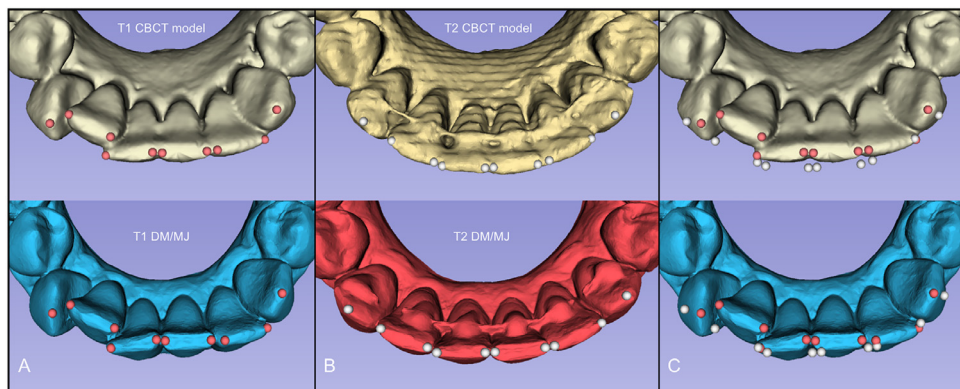 T1 CBCT model
T2 CBCT model
T1 DM/MJ
T2 DM/MJ
A
B
C